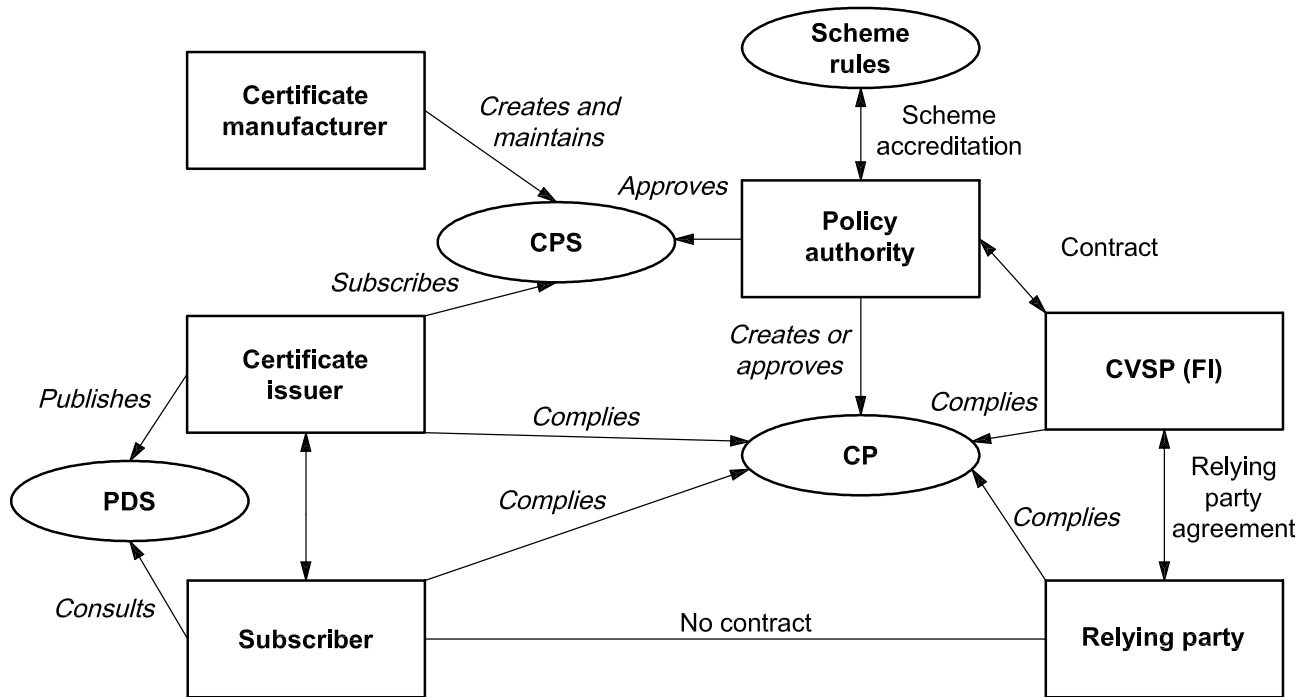 Scheme
rules
Certificate
manufacturer
Creates and
maintains
Scheme
accreditation
Approves
Policy
authority
CPS
Contract
Subscribes
Certificate
issuer
Creates or
approves
CVSP (FI)
Publishes
Complies
Complies
CP
PDS
Complies
Complies
Relying
party
agreement
Consults
Subscriber
No contract
Relying party